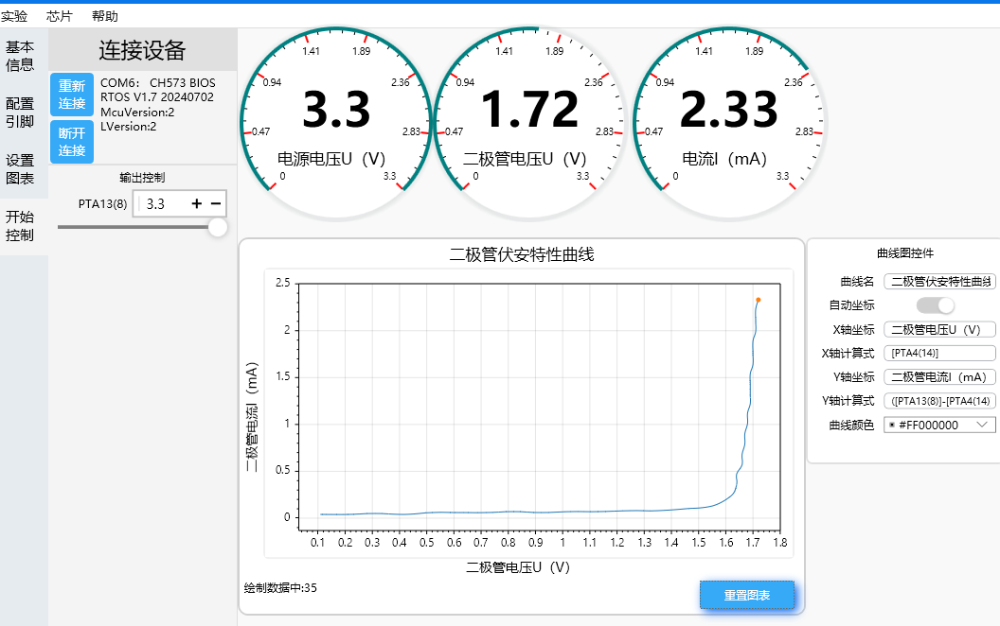 实验 芯片 帮助
基本
信息
配置
引脚
设置
图表
开始
控制
连接设备
重新
连接
COM6： CH573 BIOS
RTOS V1.7 20240702
McuVersion:2
LVersion:2
断开
连接
输出控制
PTA13(8) 3.3 + −
0
0.47
0.94
1.41
1.89
2.36
2.83
3.3
3.3
电源电压U（V）
0
0.47
0.94
1.41
1.89
2.36
2.83
3.3
1.72
二极管电压U（V）
0
0.47
0.94
1.41
1.89
2.36
2.83
3.3
2.33
电流I（mA）
二极管伏安特性曲线
2.5
2
1.5
1
0.5
0
二极管电流I（mA）
0.1 0.2 0.3 0.4 0.5 0.6 0.7 0.8 0.9 1 1.1 1.2 1.3 1.4 1.5 1.6 1.7 1.8
二极管电压U（V）
绘制数据中:35
重置图表
曲线图控件
曲线名 二极管伏安特性曲线
自动坐标
X轴坐标 二极管电压U（V）
X轴计算式 [PTA4(14)]
Y轴坐标 二极管电流I（mA）
Y轴计算式 ([PTA13(8)]-[PTA4(14)
曲线颜色 #FF000000